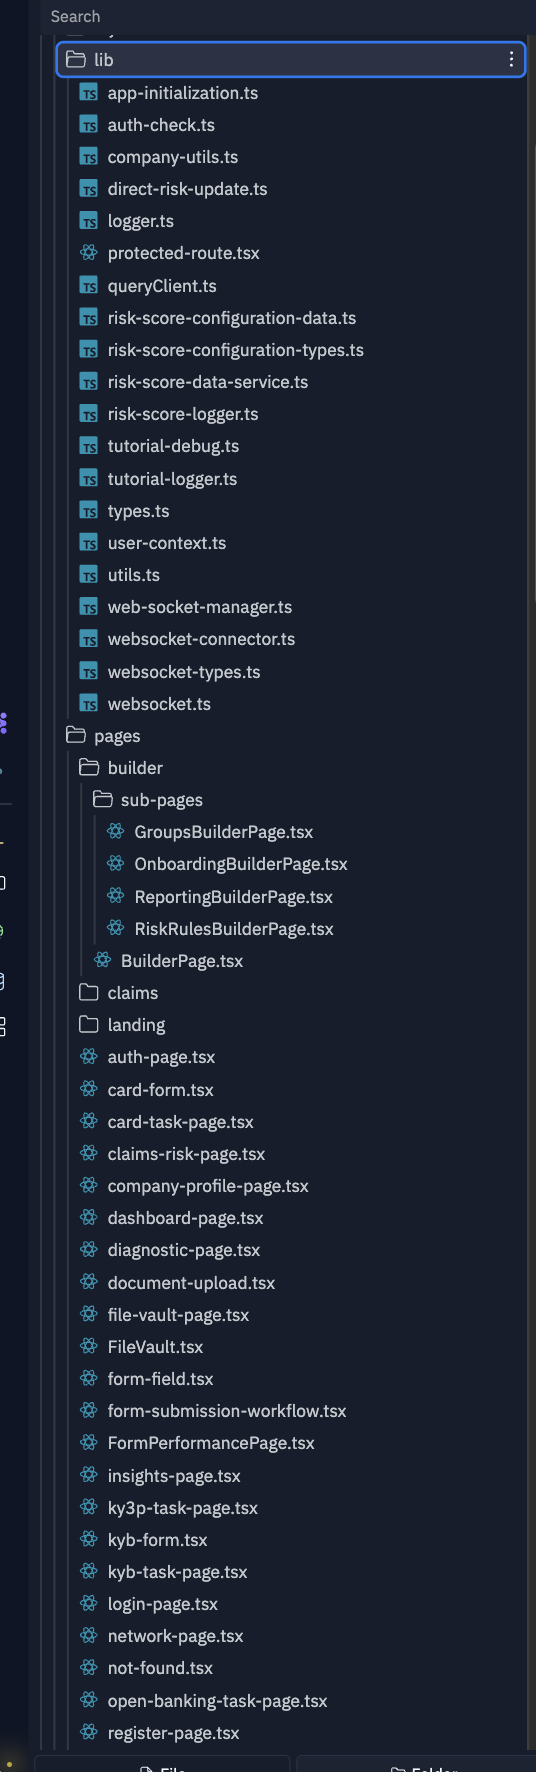 Search
lib
TS app-initialization.ts
TS auth-check.ts
TS company-utils.ts
TS direct-risk-update.ts
TS logger.ts
protected-route.tsx
TS queryClient.ts
TS risk-score-configuration-data.ts
TS risk-score-configuration-types.ts
TS risk-score-data-service.ts
TS risk-score-logger.ts
TS tutorial-debug.ts
TS tutorial-logger.ts
TS types.ts
TS user-context.ts
TS utils.ts
TS web-socket-manager.ts
TS websocket-connector.ts
TS websocket-types.ts
TS websocket.ts
pages
builder
sub-pages
GroupsBuilderPage.tsx
OnboardingBuilderPage.tsx
ReportingBuilderPage.tsx
RiskRulesBuilderPage.tsx
BuilderPage.tsx
claims
landing
auth-page.tsx
card-form.tsx
card-task-page.tsx
claims-risk-page.tsx
company-profile-page.tsx
dashboard-page.tsx
diagnostic-page.tsx
document-upload.tsx
file-vault-page.tsx
FileVault.tsx
form-field.tsx
form-submission-workflow.tsx
FormPerformancePage.tsx
insights-page.tsx
ky3p-task-page.tsx
kyb-form.tsx
kyb-task-page.tsx
login-page.tsx
network-page.tsx
not-found.tsx
open-banking-task-page.tsx
register-page.tsx
File Folder